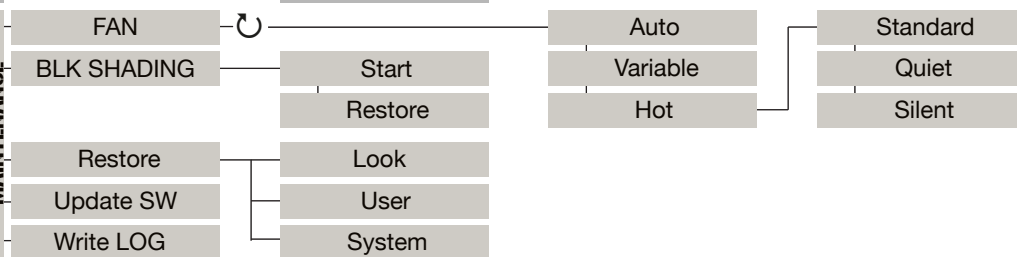 FAN Auto Standard
BLK SHADING Start Variable Quiet
Restore Hot Silent
Restore Look
Update SW User
Write LOG System